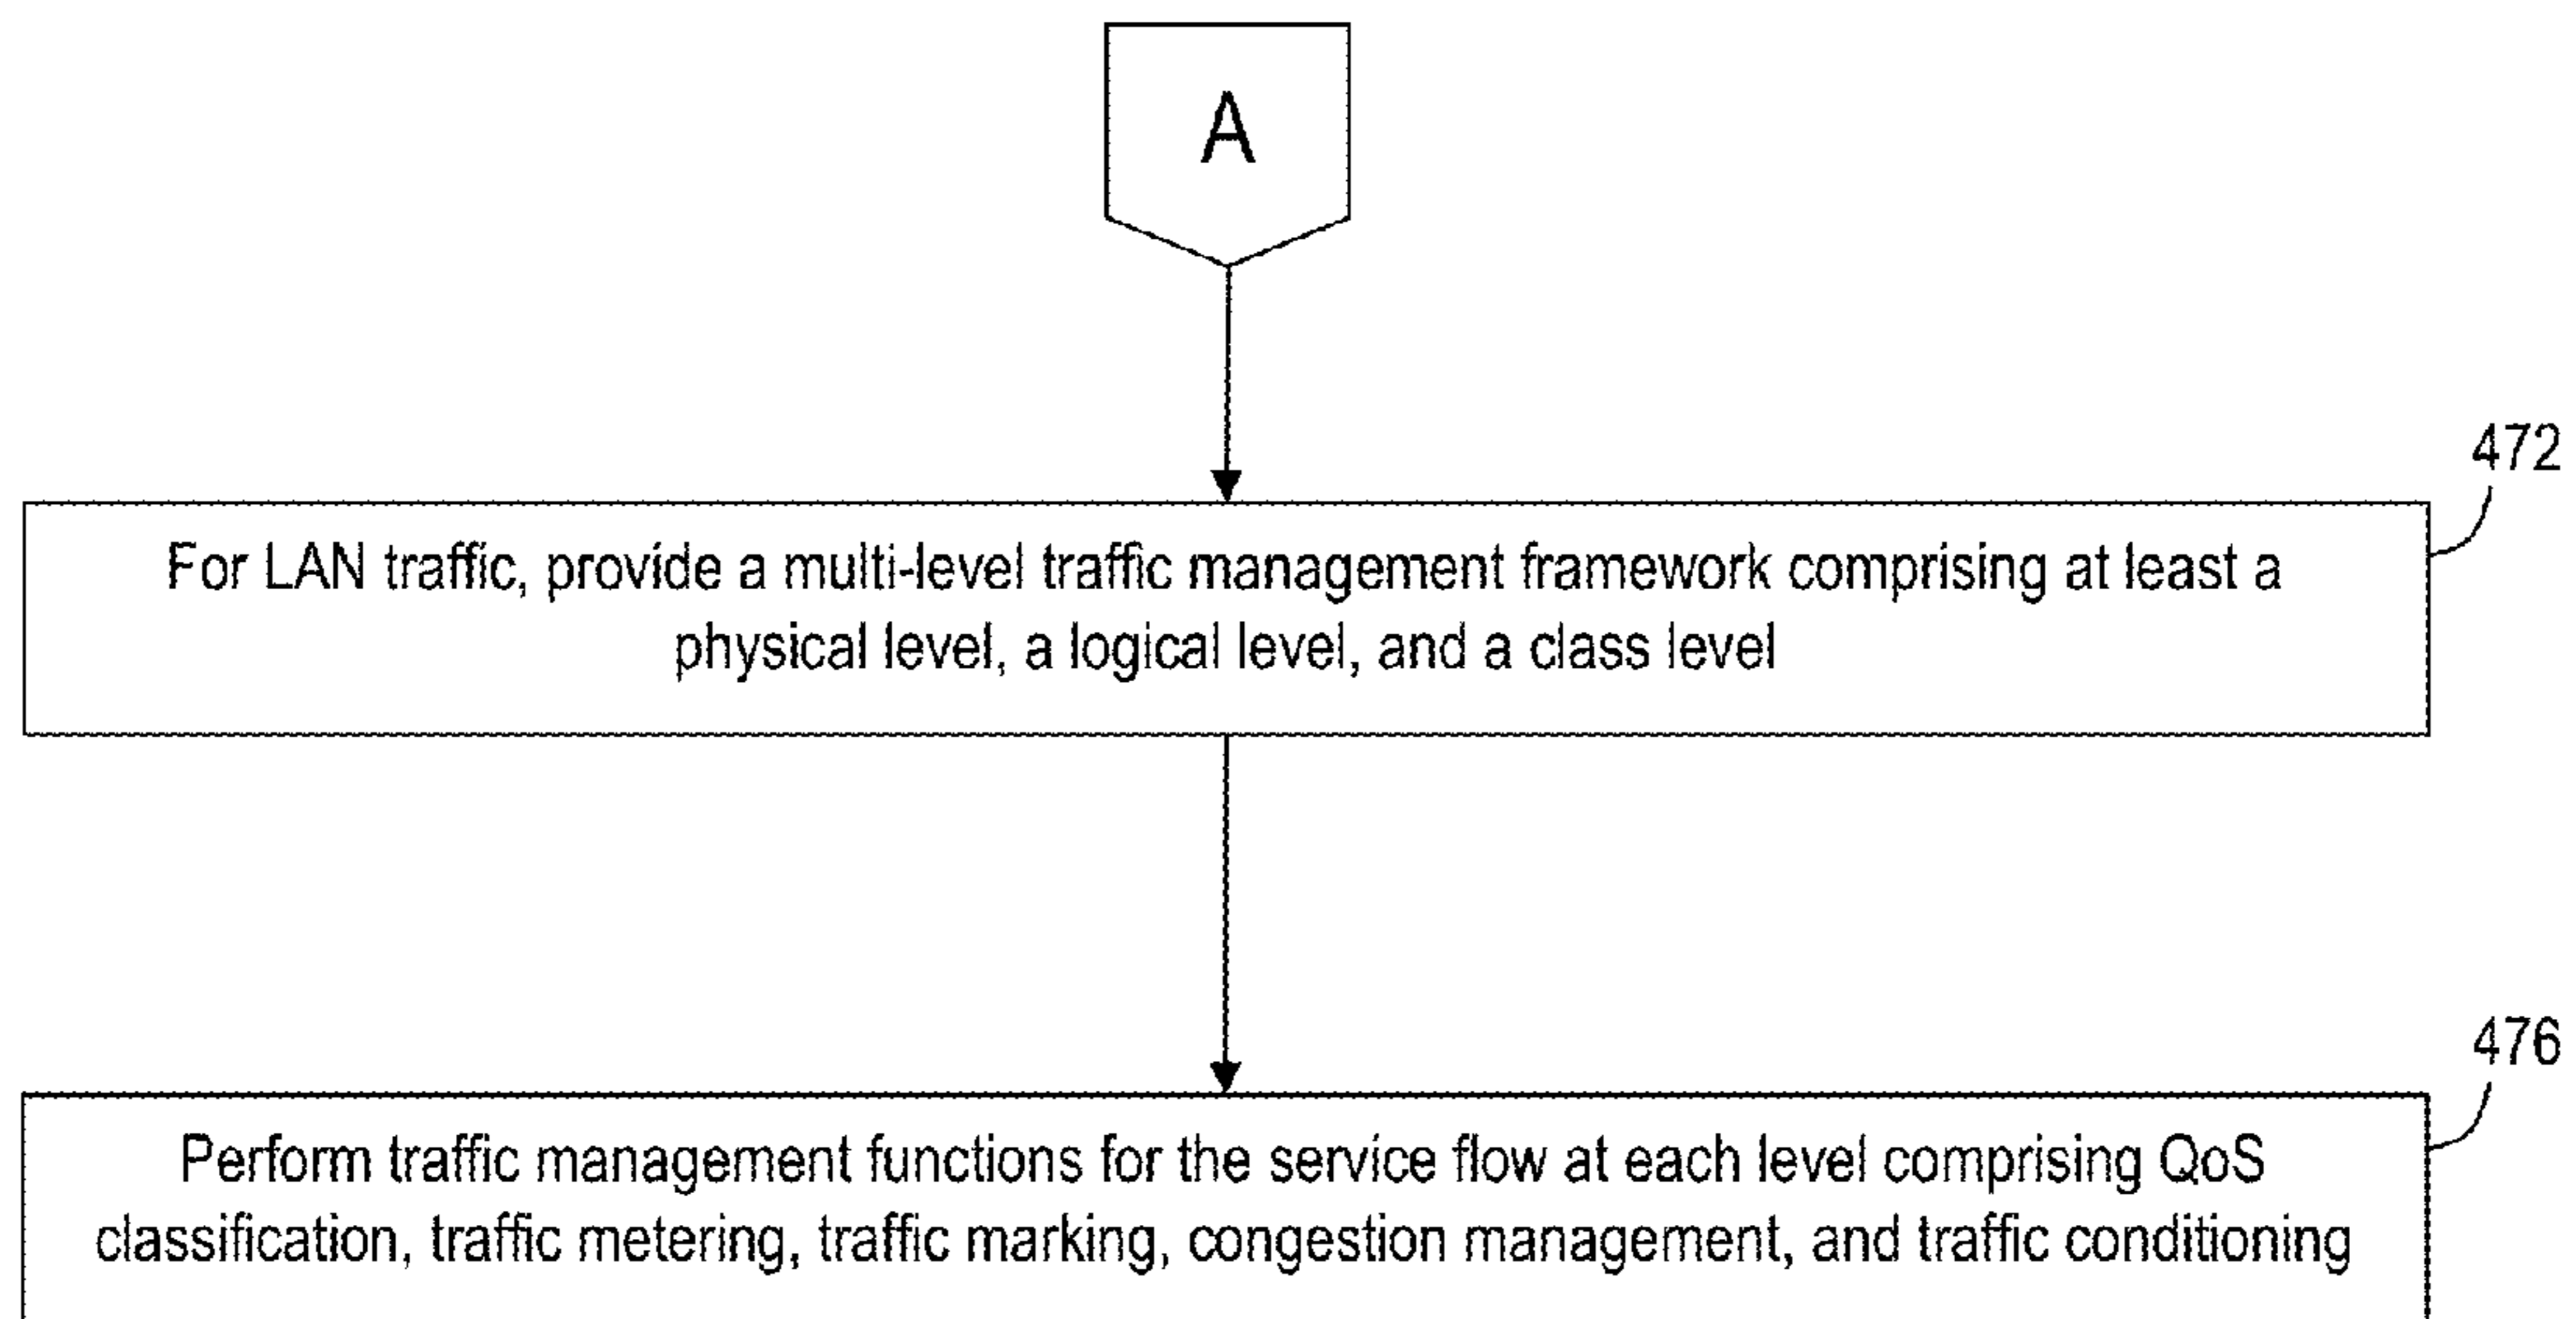 A
472
For LAN traffic, provide a multi-level traffic management framework comprising at least a
physical level, a logical level, and a class level
476
Perform traffic management functions for the service flow at each level comprising QoS
classification, traffic metering, traffic marking, congestion management, and traffic conditioning